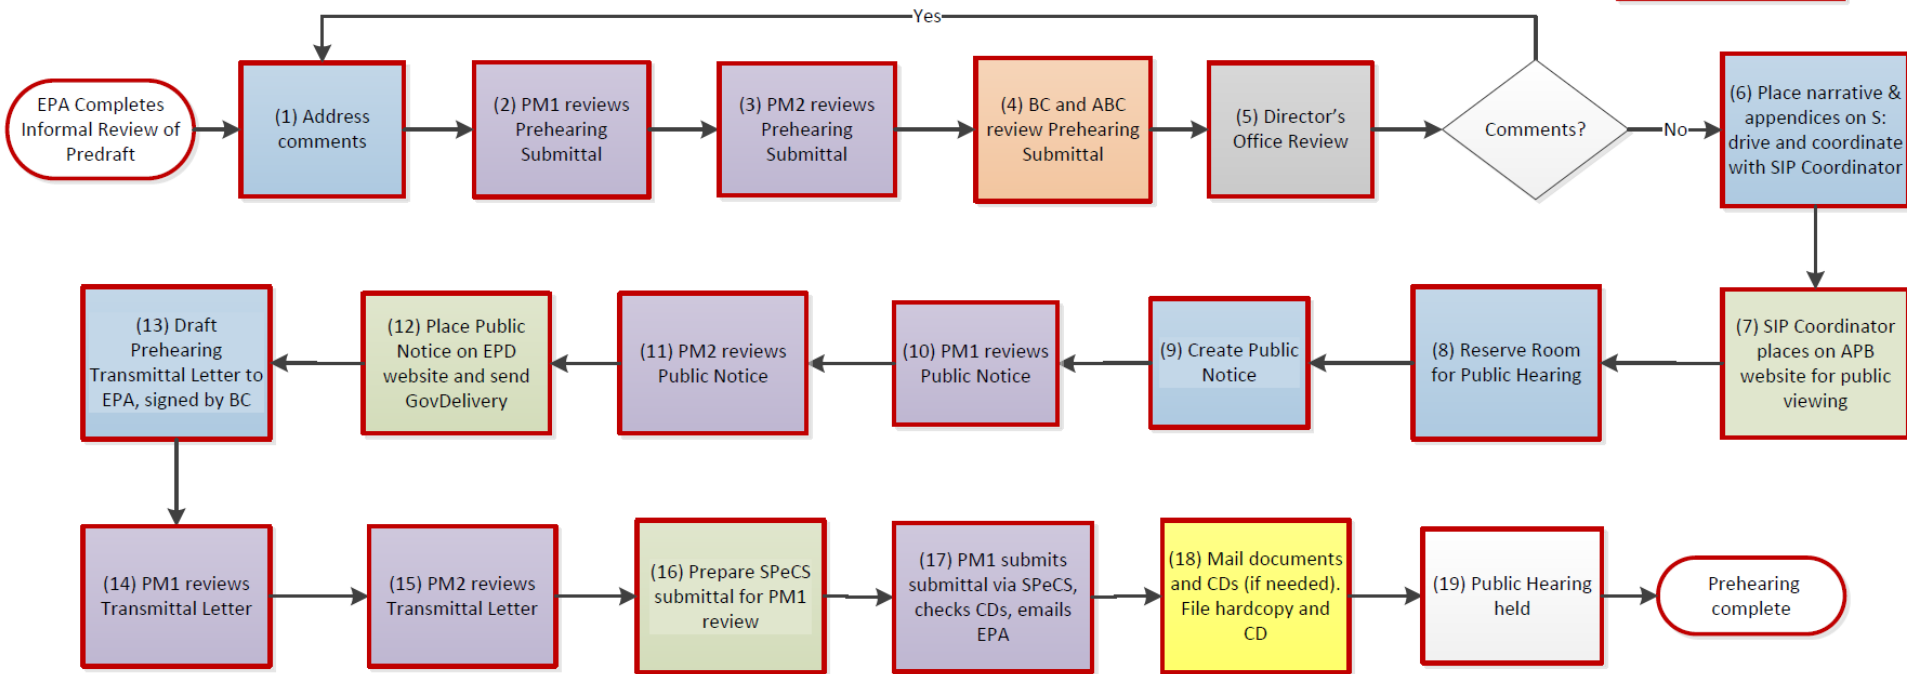 Yes
EPA Completes
Informal Review of
Predraft
(1) Address
comments
(2) PM1 reviews
Prehearing
Submittal
(3) PM2 reviews
Prehearing
Submittal
(4) BC and ABC
review Prehearing
Submittal
(5) Director's
Office Review
Comments?
No
(6) Place narrative &
appendices on S:
drive and coordinate
with SIP Coordinator
(7) SIP Coordinator
places on APB
website for public
viewing
(8) Reserve Room
for Public Hearing
(9) Create Public
Notice
(10) PM1 reviews
Public Notice
(11) PM2 reviews
Public Notice
(12) Place Public
Notice on EPD
website and send
GovDelivery
(13) Draft
Prehearing
Transmittal Letter to
EPA, signed by BC
(14) PM1 reviews
Transmittal Letter
(15) PM2 reviews
Transmittal Letter
(16) Prepare SPeCS
submittal for PM1
review
(17) PM1 submits
submittal via SPeCS,
checks CDs, emails
EPA
(18) Mail documents
and CDs (if needed).
File hardcopy and
CD
(19) Public Hearing
held
Prehearing
complete